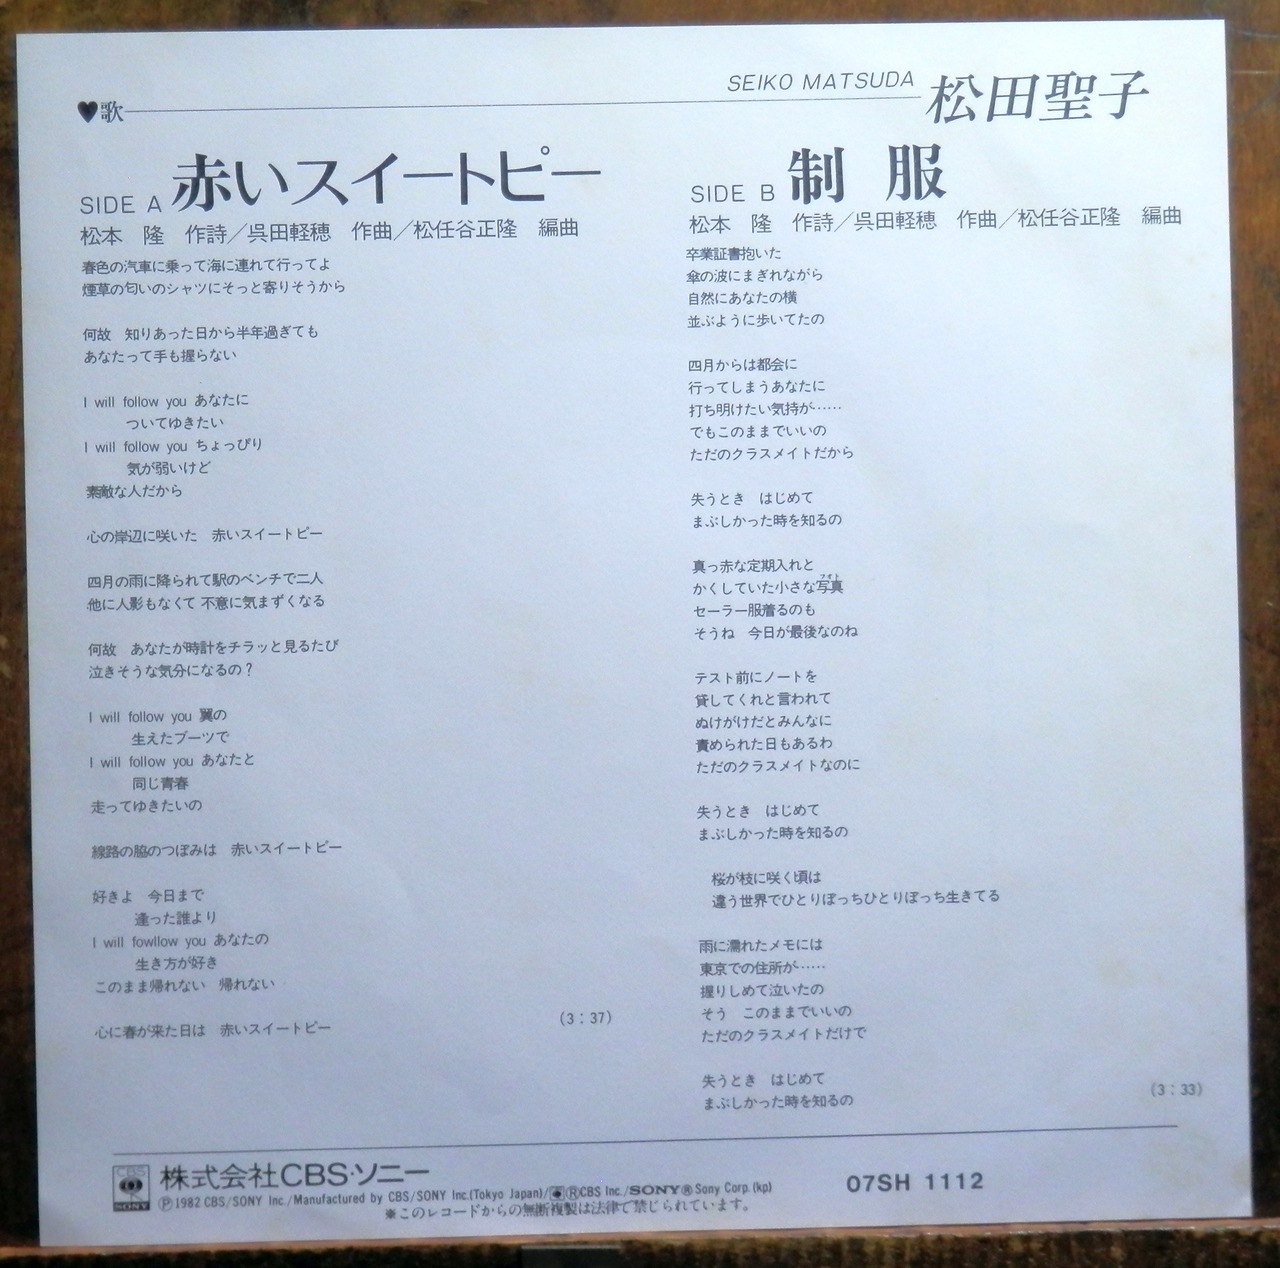 ♥歌
SEIKO MATSUDA 松田聖子
SIDE A 赤いスイートピー
松本 隆 作詩／呉田軽穂 作曲／松任谷正隆 編曲
春色の汽車に乗って海に連れて行ってよ
煙草の匂いのシャツにそっと寄りそうから
何故 知りあった日から半年過ぎても
あなたって手も握らない
I will follow you あなたに
ついてゆきたい
I will follow you ちょっぴり
気が弱いけど
素敵な人だから
心の岸辺に咲いた 赤いスイートピー
四月の雨に降られて駅のベンチで二人
他に人影もなくて 不意に気まずくなる
何故 あなたが時計をチラッと見るたび
泣きそうな気分になるの？
I will follow you 翼の
生えたブーツで
I will follow you あなたと
同じ青春
走ってゆきたいの
線路の脇のつぼみは 赤いスイートピー
好きよ 今日まで
逢った誰より
I will fowllow you あなたの
生き方が好き
このまま帰れない 帰れない
心に春が来た日は 赤いスイートピー
(3：37)
SIDE B 制服
松本 隆 作詩／呉田軽穂 作曲／松任谷正隆 編曲
卒業証書抱いた
傘の波にまぎれながら
自然にあなたの横
並ぶように歩いてたの
四月からは都会に
行ってしまうあなたに
打ち明けたい気持が……
でもこのままでいいの
ただのクラスメイトだから
失うとき はじめて
まぶしかった時を知るの
真っ赤な定期入れと
フォト
かくしていた小さな写真
セーラー服着るのも
そうね 今日が最後なのね
テスト前にノートを
貸してくれと言われて
ぬけがけだとみんなに
責められた日もあるわ
ただのクラスメイトなのに
失うとき はじめて
まぶしかった時を知るの
桜が枝に咲く頃は
違う世界でひとりぼっちひとりぼっち生きてる
雨に濡れたメモには
東京での住所が……
握りしめて泣いたの
そう このままでいいの
ただのクラスメイトだけで
失うとき はじめて
まぶしかった時を知るの
(3：33)
CBS SONY 株式会社CBS・ソニー
Ⓟ1982 CBS/SONY Inc./Manufactured by CBS/SONY Inc.(Tokyo Japan)/®CBS Inc./SONY® Sony Corp.(kp)
※このレコードからの無断複製は法律で禁じられています。
07SH 1112